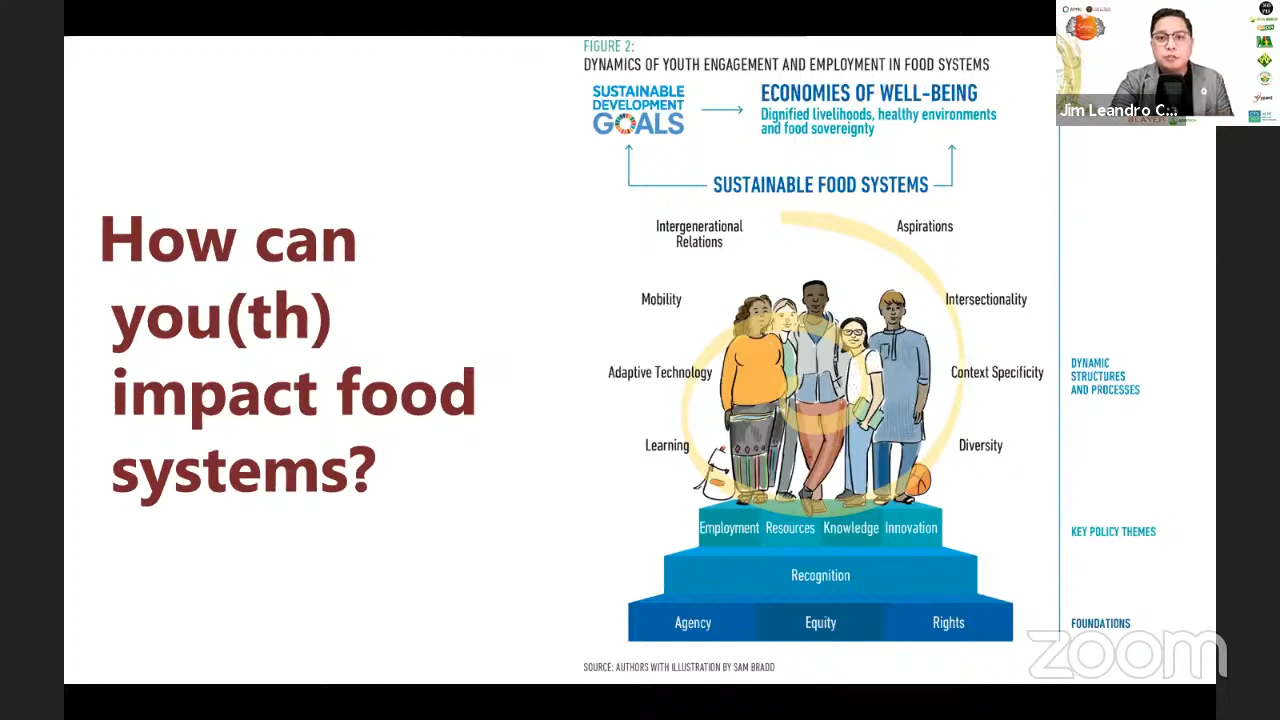 How can
you(th)
impact food
systems?
FIGURE 2:
DYNAMICS OF YOUTH ENGAGEMENT AND EMPLOYMENT IN FOOD SYSTEMS
SUSTAINABLE
DEVELOPMENT
GOALS
ECONOMIES OF WELL-BEING
Dignified livelihoods, healthy environments
and food sovereignty
SUSTAINABLE FOOD SYSTEMS
Intergenerational
Relations
Aspirations
Mobility
Intersectionality
Adaptive Technology
Context Specificity
Learning
Diversity
DYNAMIC
STRUCTURES
AND PROCESSES
Employment Resources Knowledge Innovation
KEY POLICY THEMES
Recognition
Agency Equity Rights
FOUNDATIONS
SOURCE: AUTHORS WITH ILLUSTRATION BY SAM BRADD
Jim Leandro C...
zoom